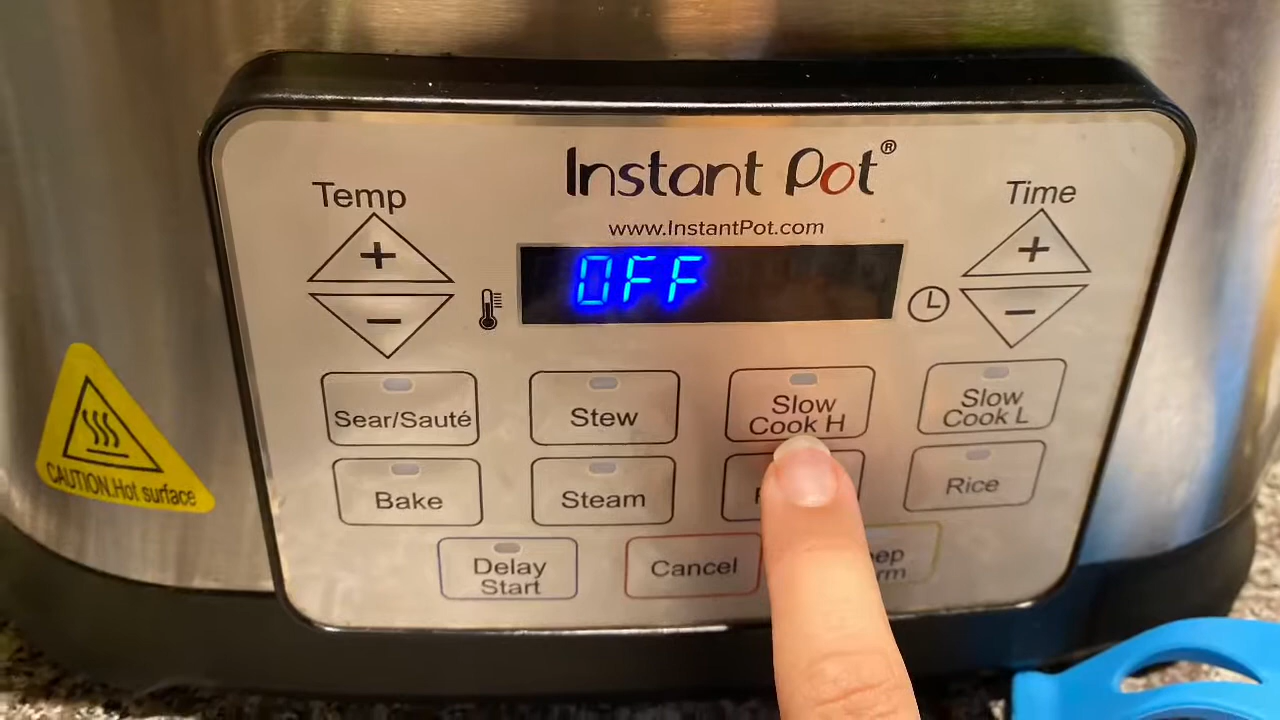 Instant Pot®
www.InstantPot.com
Temp
+
−
OFF
Time
+
−
Sear/Sauté
Stew
Slow
Cook H
Slow
Cook L
Bake
Steam
Rice
Delay
Start
Cancel
CAUTION.Hot surface